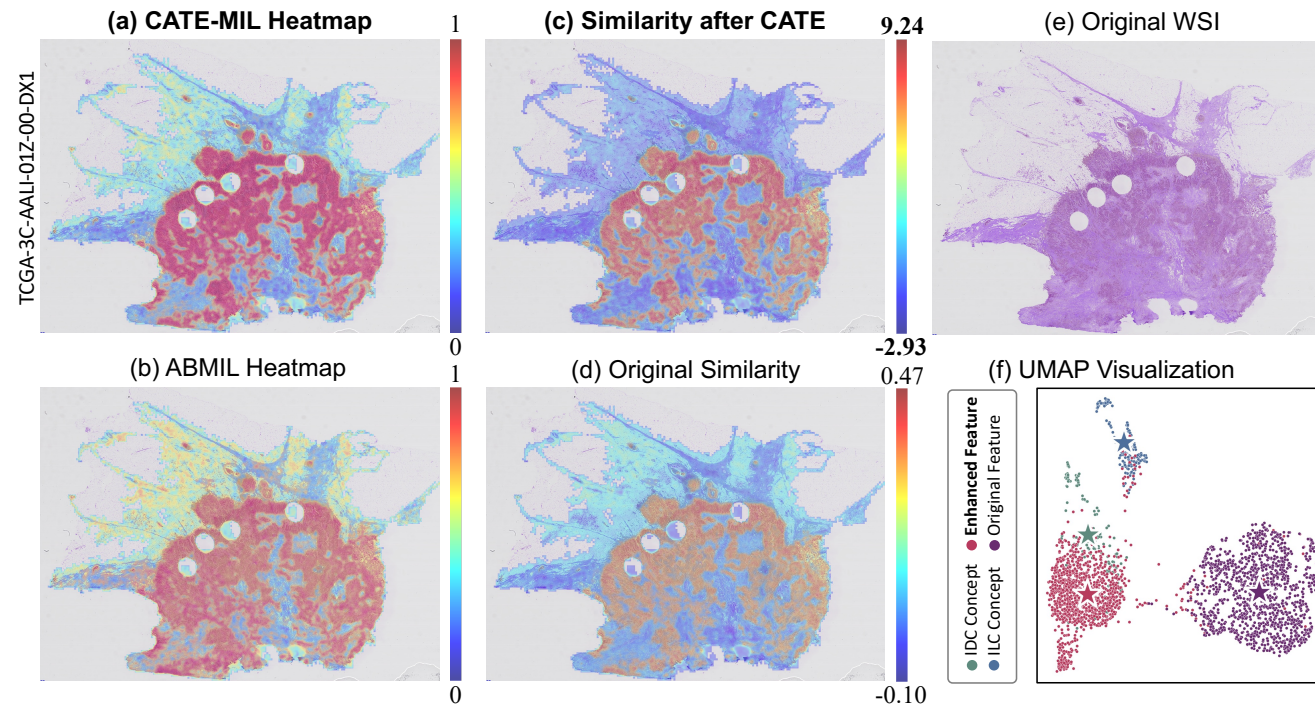 (a) CATE-MIL Heatmap
(c) Similarity after CATE
(e) Original WSI
TCGA-3C-AALI-01Z-00-DX1
1
0
9.24
-2.93
(b) ABMIL Heatmap
(d) Original Similarity
(f) UMAP Visualization
1
0
0.47
-0.10
Enhanced Feature
Original Feature
IDC Concept
ILC Concept